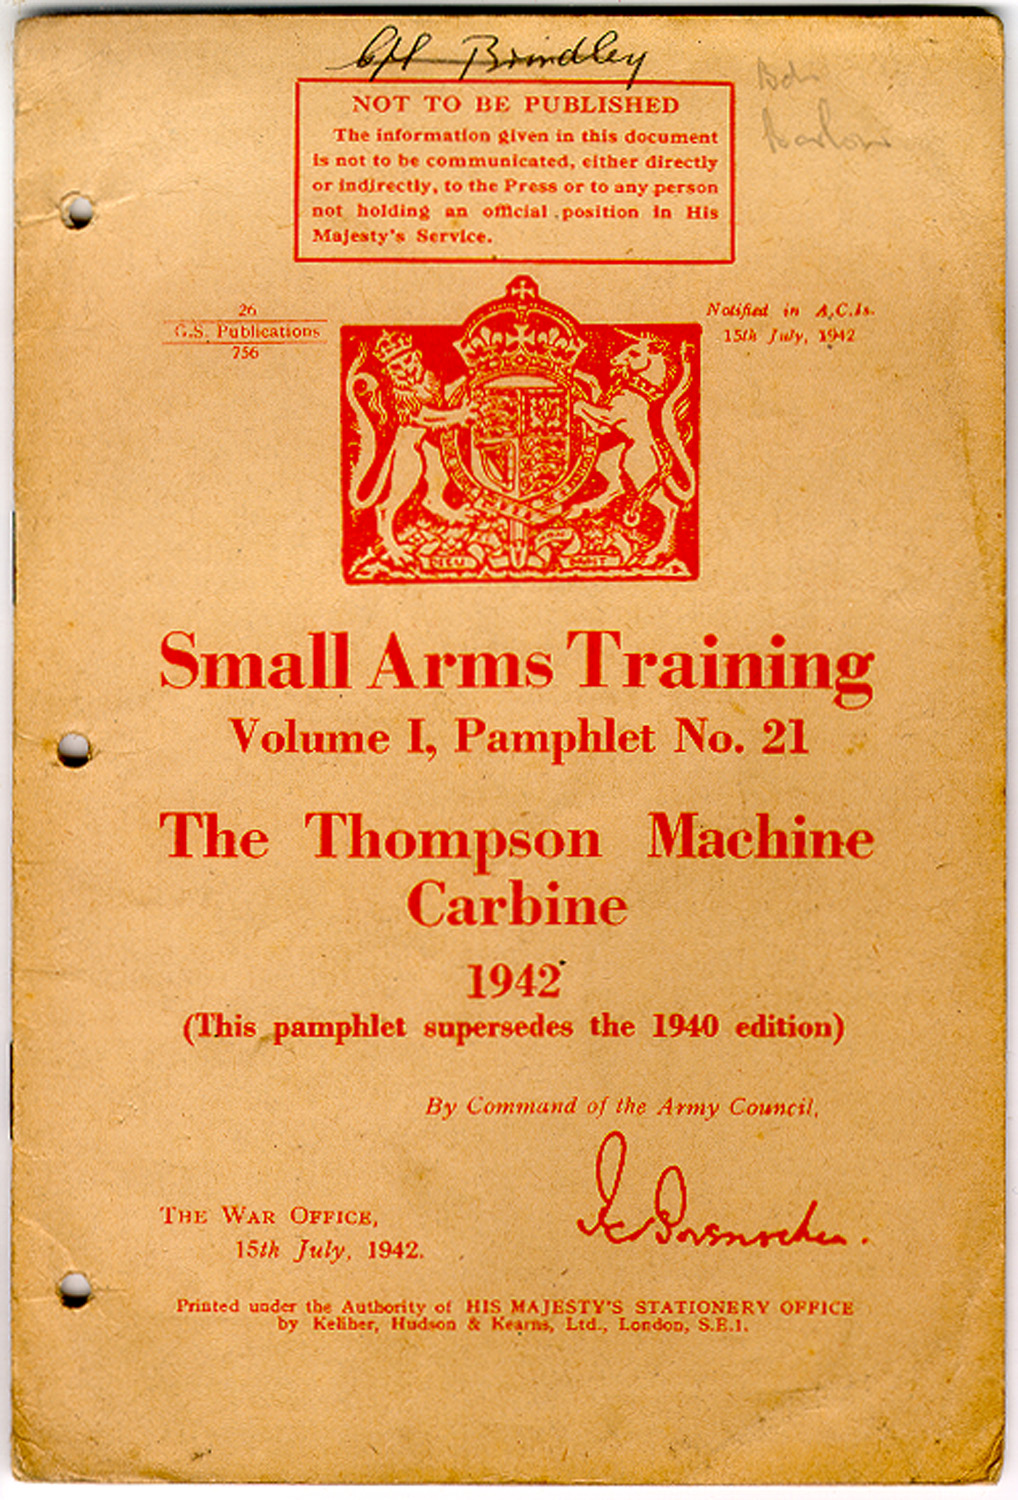 Brindley
NOT TO BE PUBLISHED
The information given in this document
is not to be communicated, either directly
or indirectly, to the Press or to any person
not holding an official position in His
Majesty's Service.
26
G.S. Publications
756
Notified in A.C.Is.
15th July, 1942
DIEU
DROIT
Small Arms Training
Volume I, Pamphlet No. 21
The Thompson Machine
Carbine
1942
(This pamphlet supersedes the 1940 edition)
By Command of the Army Council,
THE WAR OFFICE,
15th July, 1942.
Printed under the Authority of HIS MAJESTY'S STATIONERY OFFICE
by Keliher, Hudson & Kearns, Ltd., London, S.E.1.